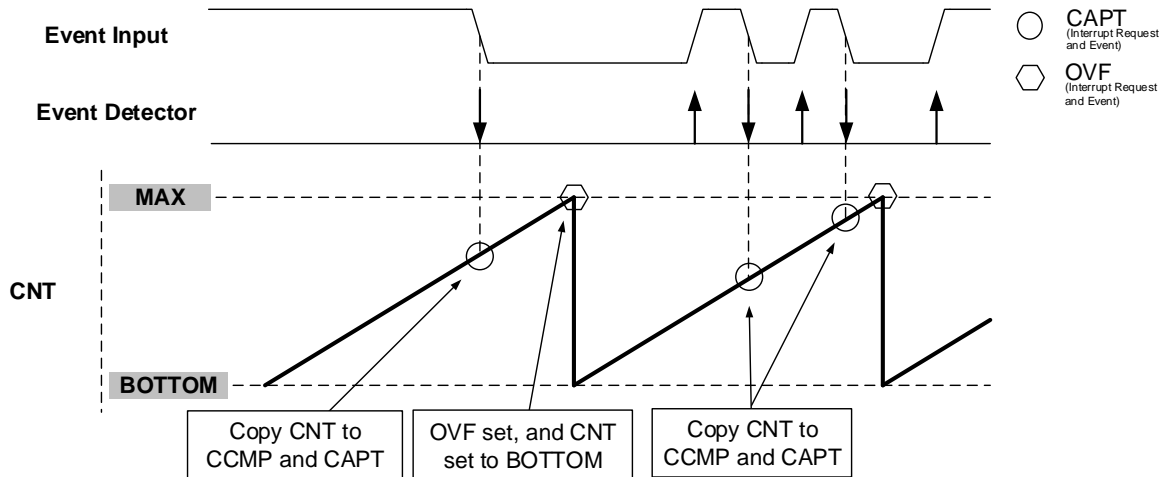 Event Input
CAPT
(Interrupt Request
and Event)
OVF
(Interrupt Request
and Event)
Event Detector
MAX
CNT
BOTTOM
Copy CNT to
CCMP and CAPT
OVF set, and CNT
set to BOTTOM
Copy CNT to
CCMP and CAPT